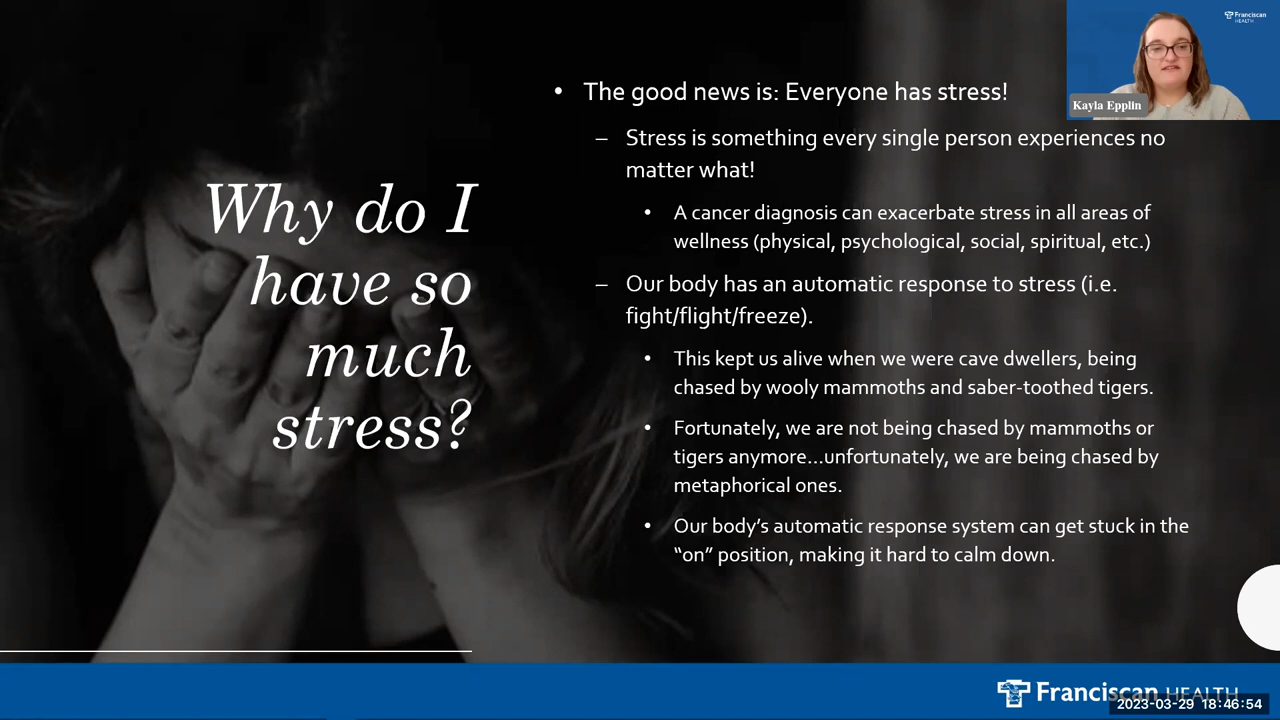 Why do I
have so
much
stress?
• The good news is: Everyone has stress!
– Stress is something every single person experiences no
matter what!
• A cancer diagnosis can exacerbate stress in all areas of
wellness (physical, psychological, social, spiritual, etc.)
– Our body has an automatic response to stress (i.e.
fight/flight/freeze).
• This kept us alive when we were cave dwellers, being
chased by wooly mammoths and saber-toothed tigers.
• Fortunately, we are not being chased by mammoths or
tigers anymore...unfortunately, we are being chased by
metaphorical ones.
• Our body’s automatic response system can get stuck in the
“on” position, making it hard to calm down.
Franciscan
HEALTH
Kayla Epplin
Franciscan HEALTH
2023-03-29 18:46:54